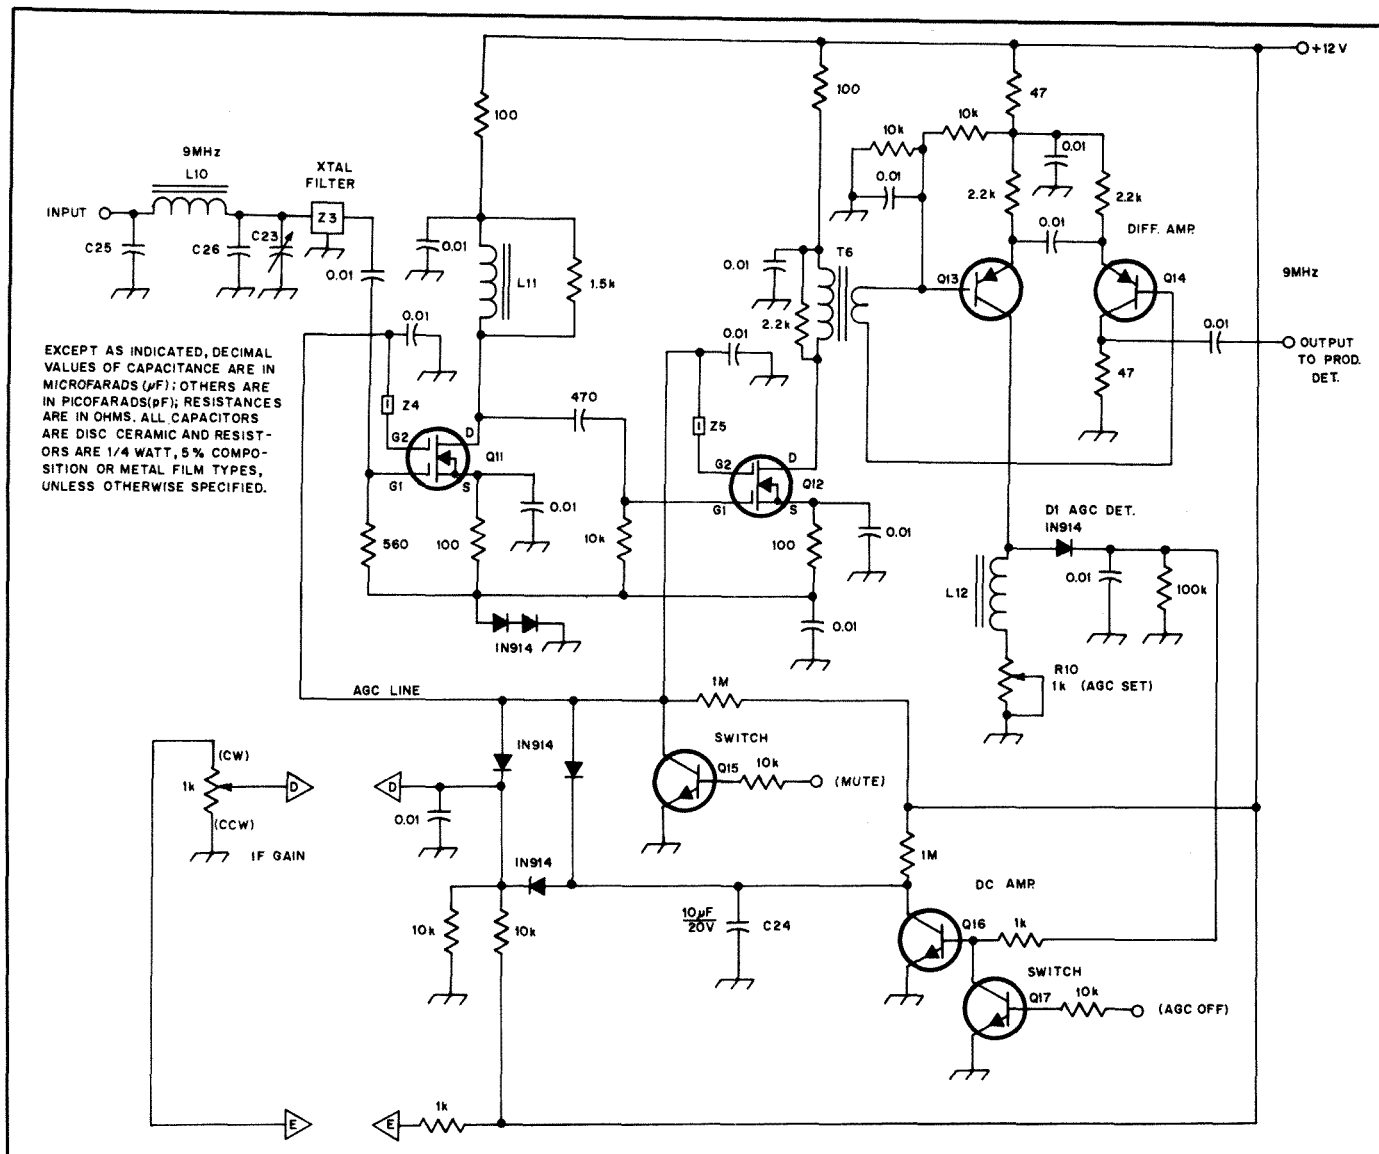 +12 V
100
100
47
10k
10k
9MHz
L10
XTAL
FILTER
0.01
0.01
2.2k
2.2k
INPUT
Z3
C25
C26
C23
0.01
0.01
L11
1.5k
0.01
T6
0.01
DIFF. AMP.
Q13
Q14
9MHz
0.01
0.01
2.2k
0.01
OUTPUT
TO PROD.
DET.
47
EXCEPT AS INDICATED, DECIMAL
VALUES OF CAPACITANCE ARE IN
MICROFARADS (µF); OTHERS ARE
IN PICOFARADS(pF); RESISTANCES
ARE IN OHMS. ALL CAPACITORS
ARE DISC CERAMIC AND RESIST-
ORS ARE 1/4 WATT, 5% COMPO-
SITION OR METAL FILM TYPES,
UNLESS OTHERWISE SPECIFIED.
Z4
470
Z5
G2
D
Q11
G1
S
G2
D
Q12
G1
S
0.01
0.01
560
100
10k
100
D1 AGC DET.
IN914
0.01
100k
L12
IN914
0.01
R10
1k (AGC SET)
AGC LINE
1M
SWITCH
IN914
Q15
10k
(MUTE)
(CW)
1k
D
D
(CCW)
0.01
IF GAIN
1M
IN914
DC AMP.
10k
10k
10µF
20V
C24
Q16
1k
SWITCH
Q17
10k
(AGC OFF)
E
E
1k